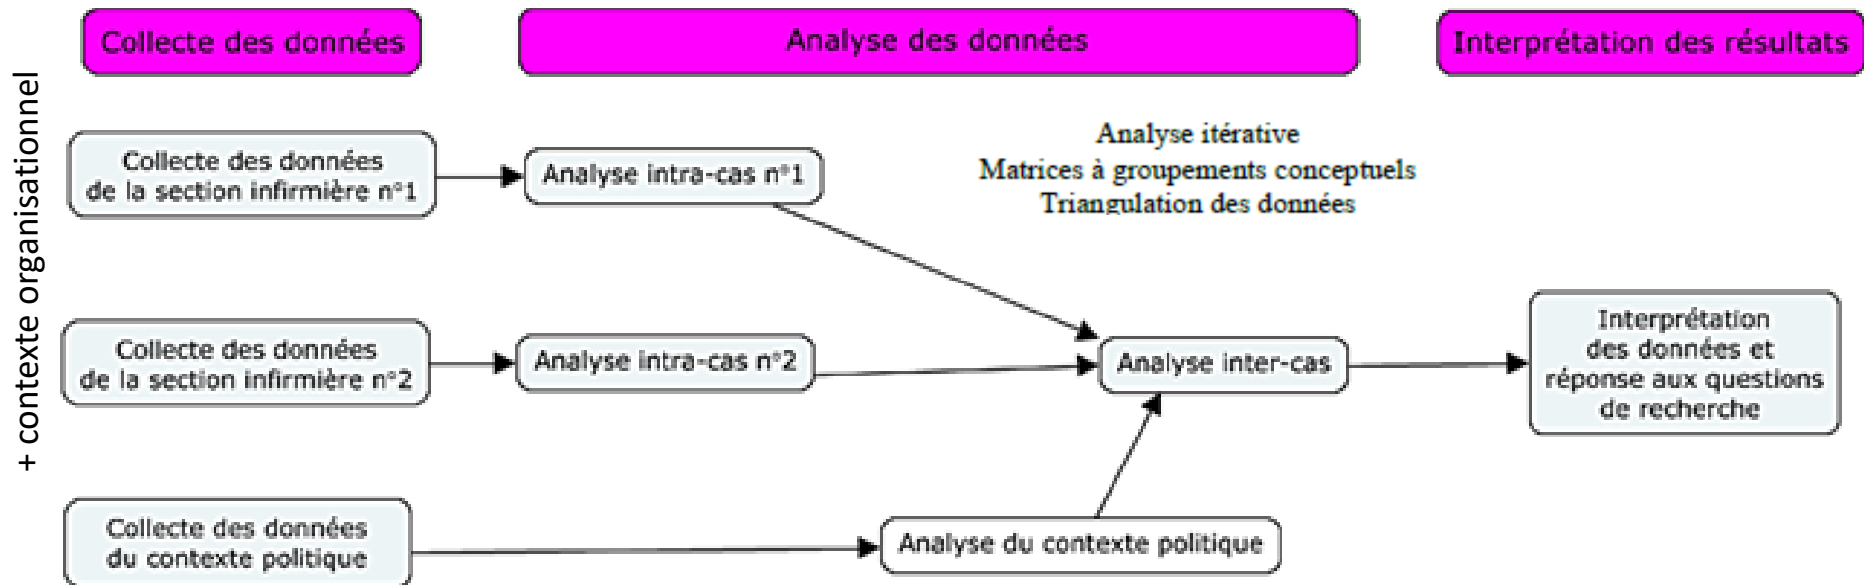 Collecte des données
Analyse des données
Interprétation des résultats
+ contexte organisationnel
Collecte des données
de la section infirmière n°1
Analyse intra-cas n°1
Analyse itérative
Matrices à groupements conceptuels
Triangulation des données
Collecte des données
de la section infirmière n°2
Analyse intra-cas n°2
Analyse inter-cas
Interprétation
des données et
réponse aux questions
de recherche
Collecte des données
du contexte politique
Analyse du contexte politique